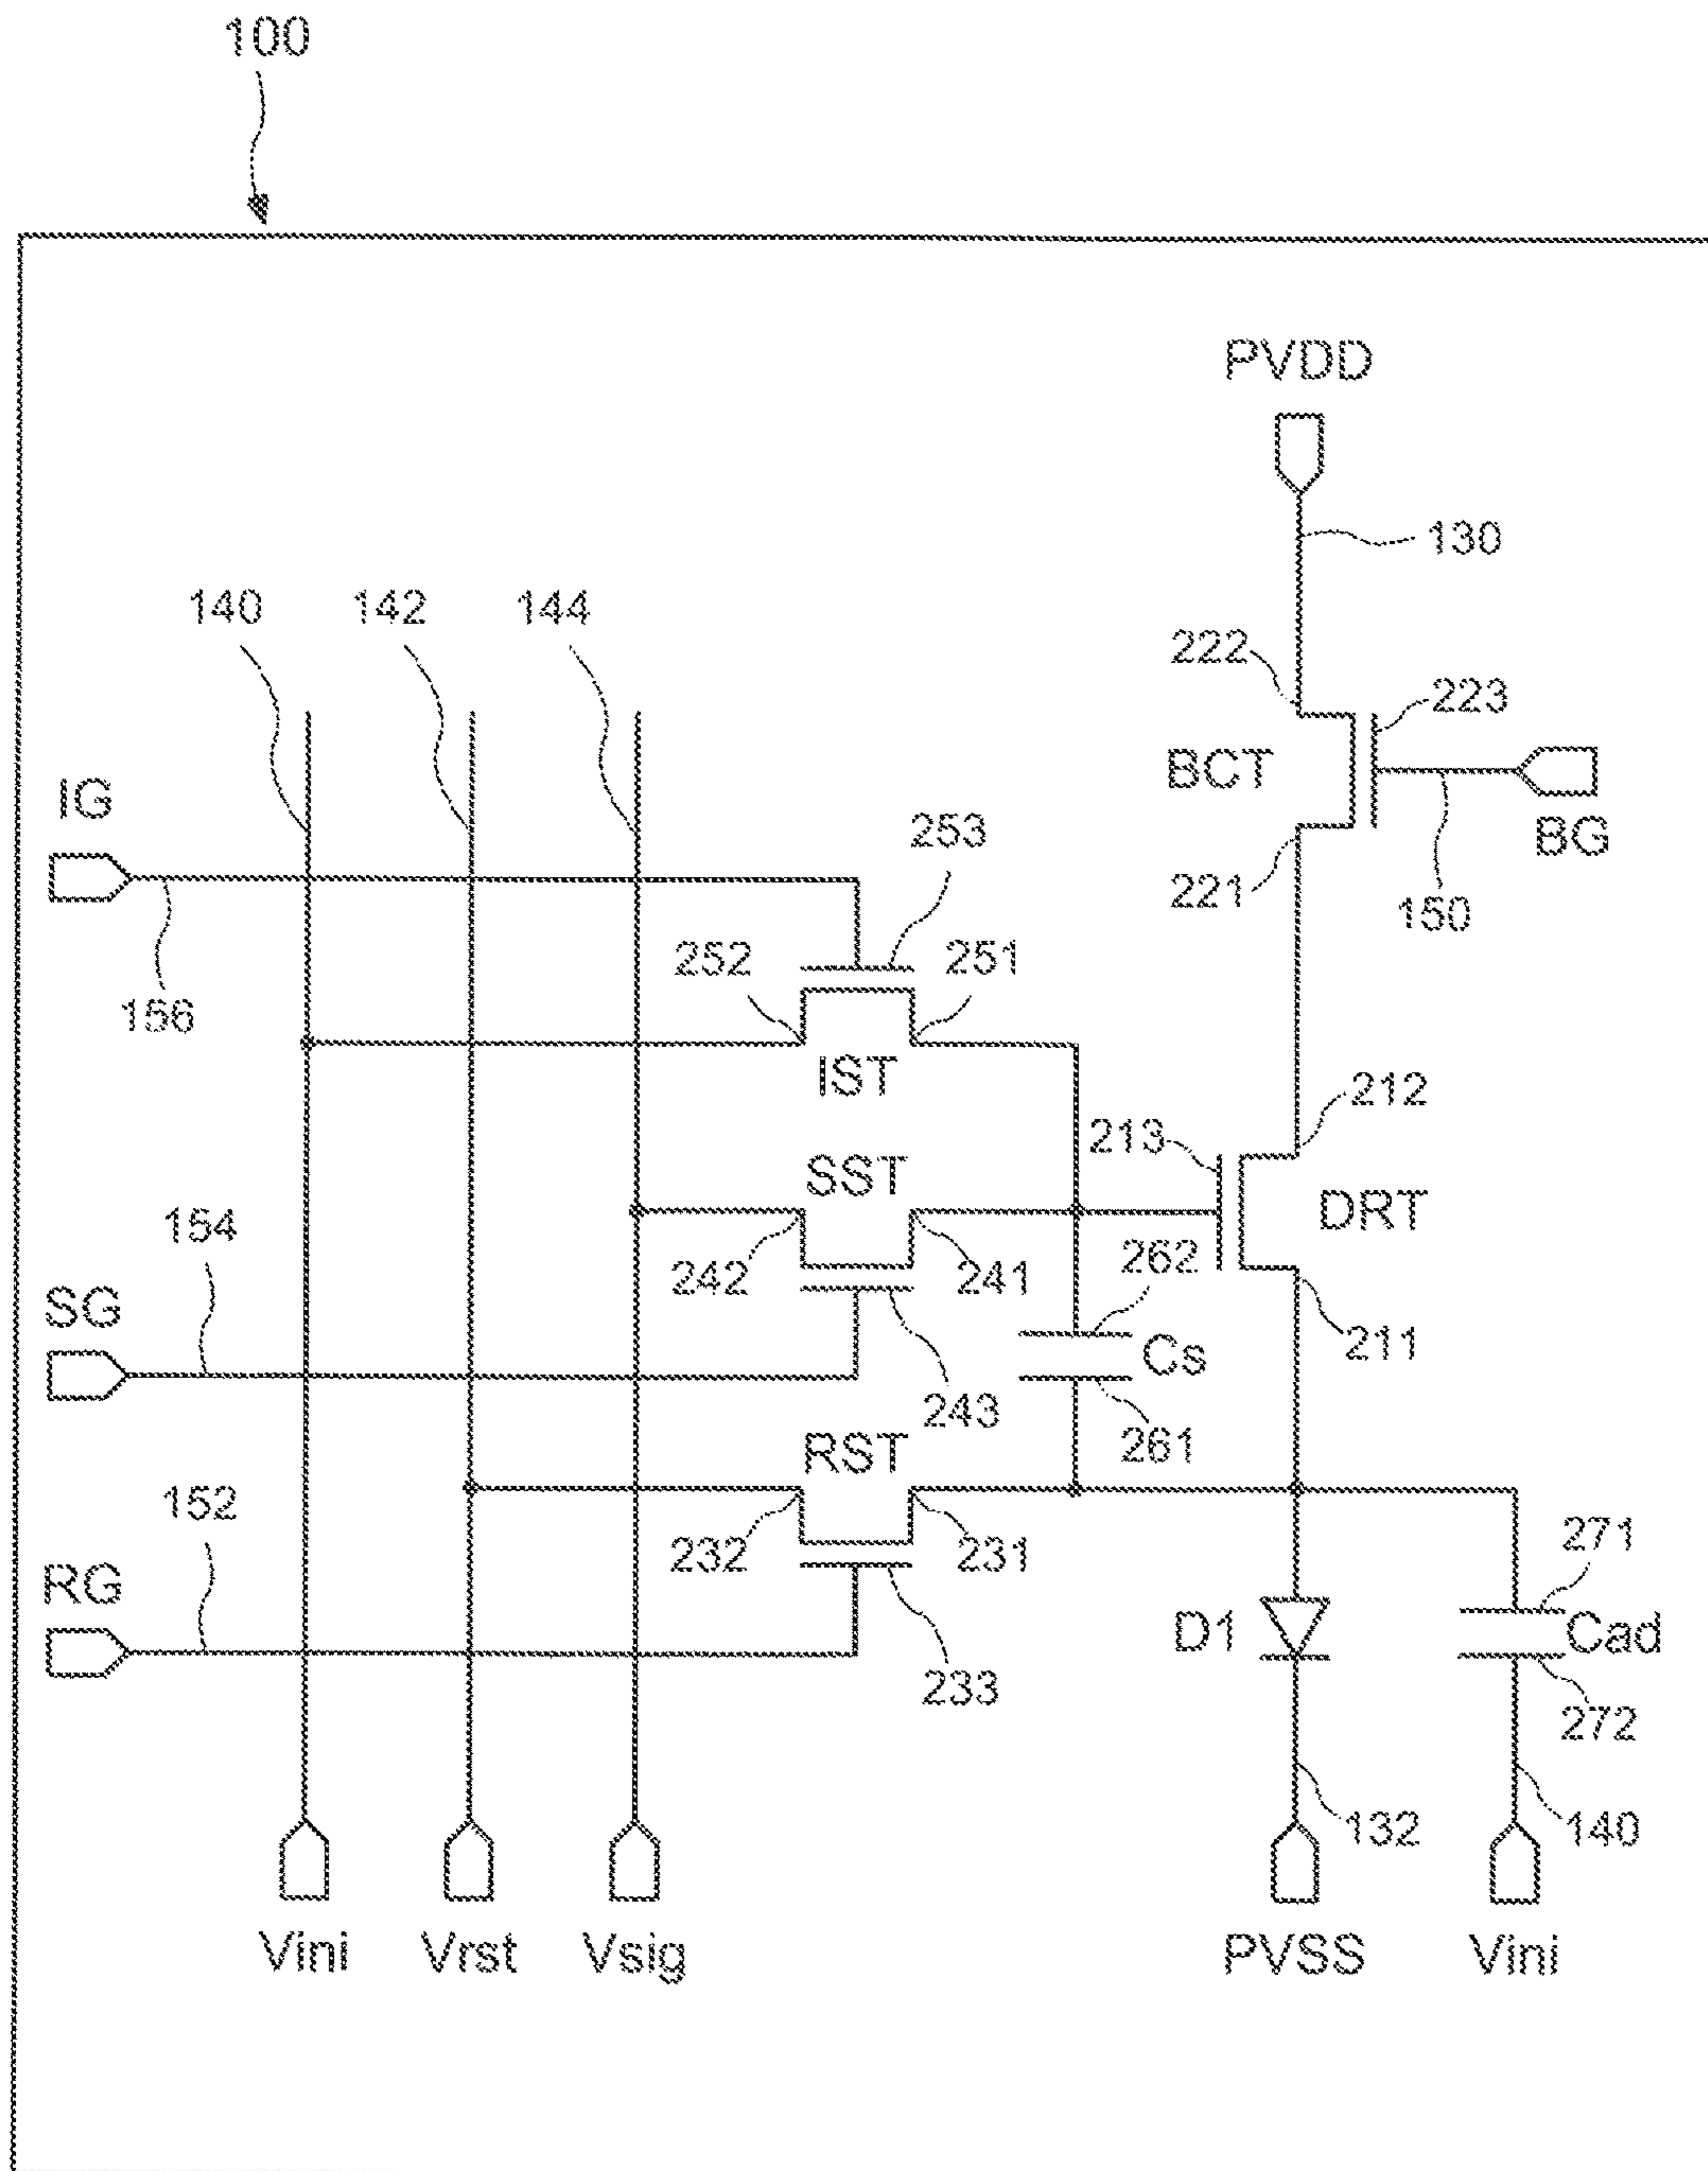 100
PVDD
130
140 142 144
222
223
IG
BCT
253
BG
221
150
252 251
156
IST
212
213
SST
DRT
154
262
242 241
SG
211
Cs
243
261
RST
152
271
232 231
RG
D1 Cad
233
272
132 140
Vini Vrst Vsig PVSS Vini